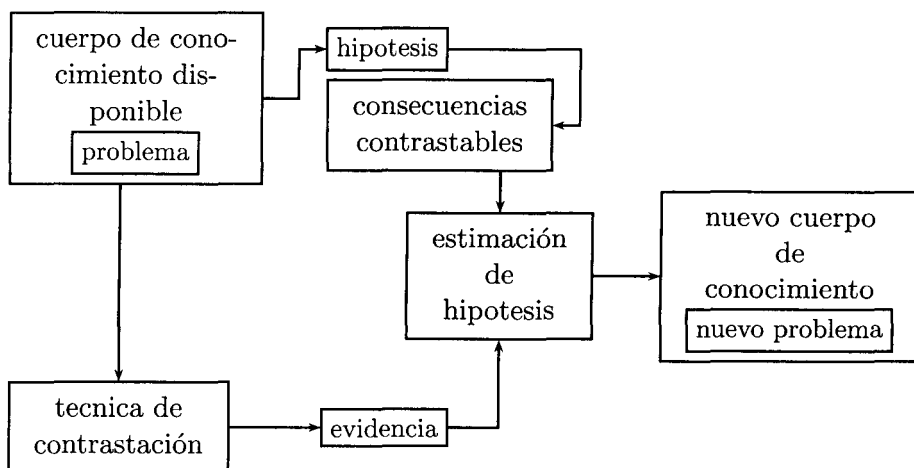 cuerpo de cono-
cimiento dis-
ponible
problema
hipotesis
consecuencias
contrastables
estimación
de
hipotesis
nuevo cuerpo
de
conocimiento
nuevo problema
tecnica de
contrastación
evidencia